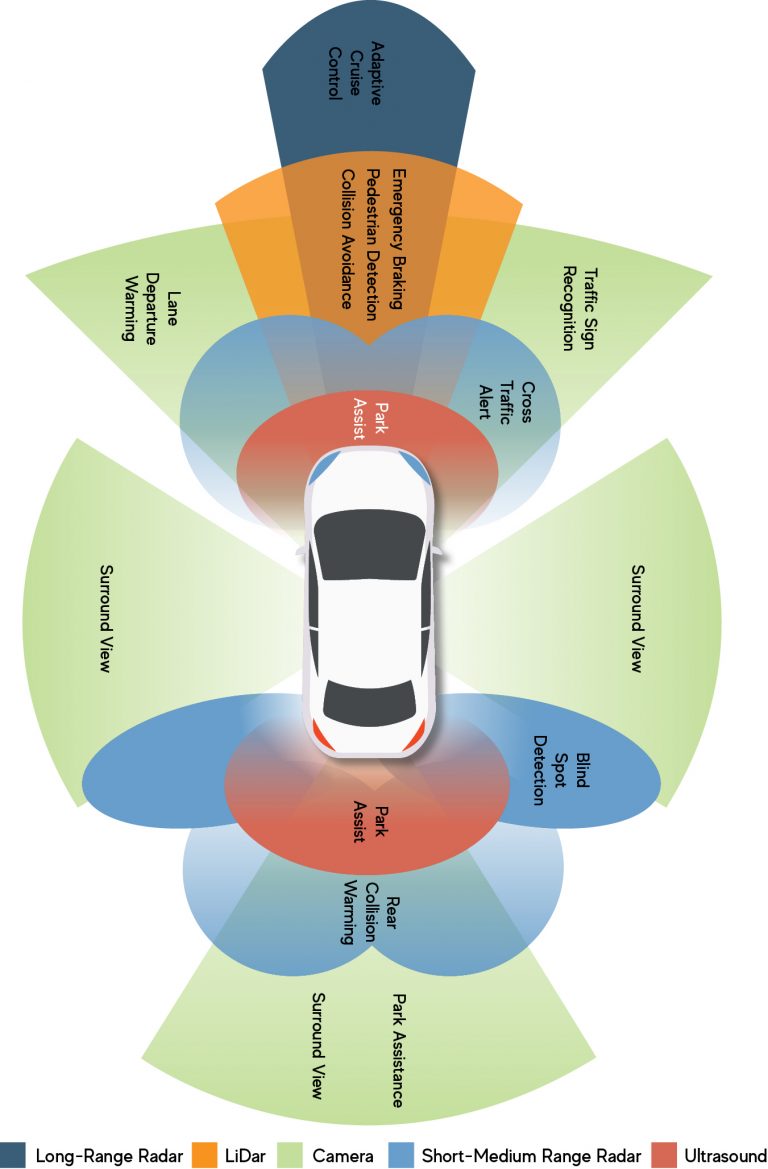 Adaptive
Cruise
Control
Emergency Braking
Pedestrian Detection
Collision Avoidance
Lane
Departure
Warming
Traffic Sign
Recognition
Cross
Traffic
Alert
Park
Assist
Surround View
Surround View
Blind
Spot
Detection
Park
Assist
Rear
Collision
Warming
Park Assistance
Surround View
Long-Range Radar
LiDar
Camera
Short-Medium Range Radar
Ultrasound